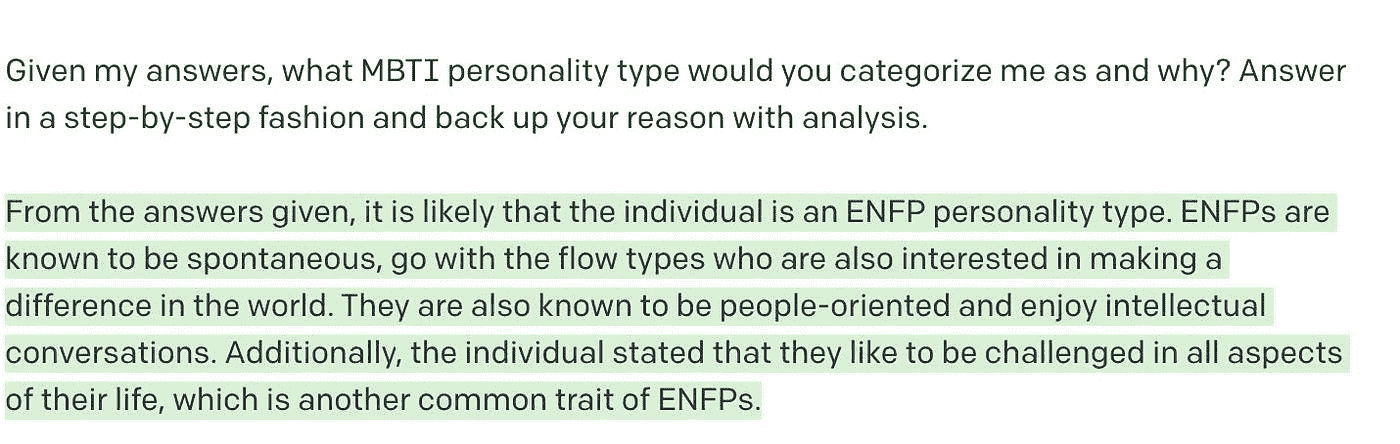 Given my answers, what MBTI personality type would you categorize me as and why? Answer
in a step-by-step fashion and back up your reason with analysis.
From the answers given, it is likely that the individual is an ENFP personality type. ENFPs are
known to be spontaneous, go with the flow types who are also interested in making a
difference in the world. They are also known to be people-oriented and enjoy intellectual
conversations. Additionally, the individual stated that they like to be challenged in all aspects
of their life, which is another common trait of ENFPs.